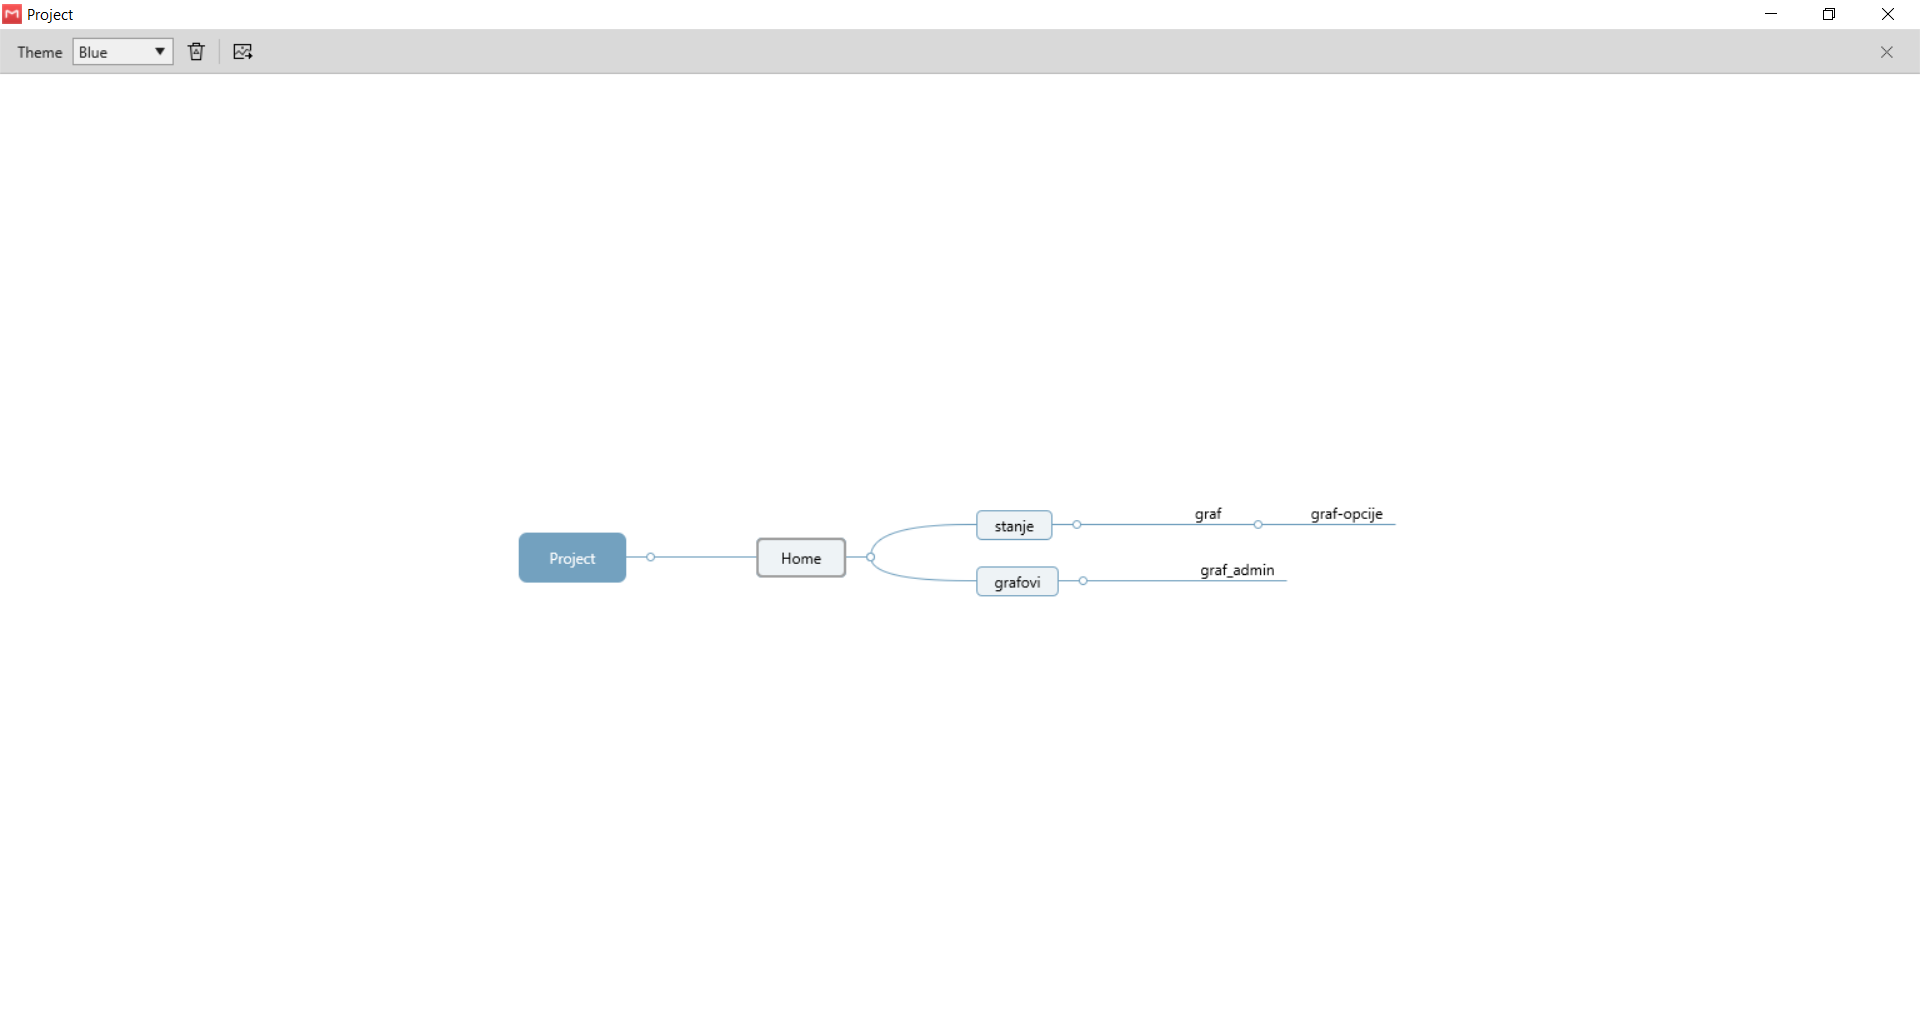 Project
Theme Blue
Project
Home
stanje
graf
graf-opcije
grafovi
graf_admin